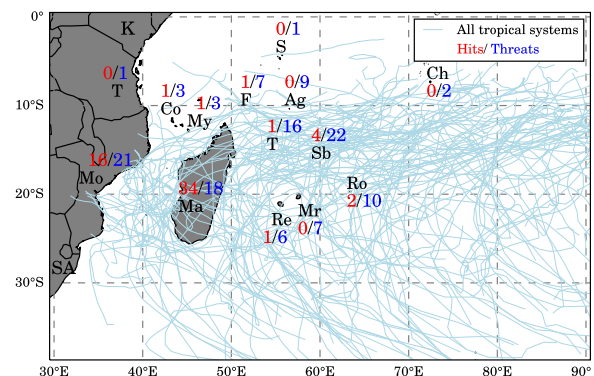 0°
10°S
20°S
30°S
30°E
40°E
50°E
60°E
70°E
80°E
90°E
All tropical systems
Hits/ Threats
K
0/1
S
0/1
T
1/3
Co
1/3
My
1/7
F
0/9
Ag
Ch
0/2
1/16
T
4/22
Sb
16/21
Mo
34/18
Ma
Ro
2/10
Re
1/6
Mr
0/7
SA